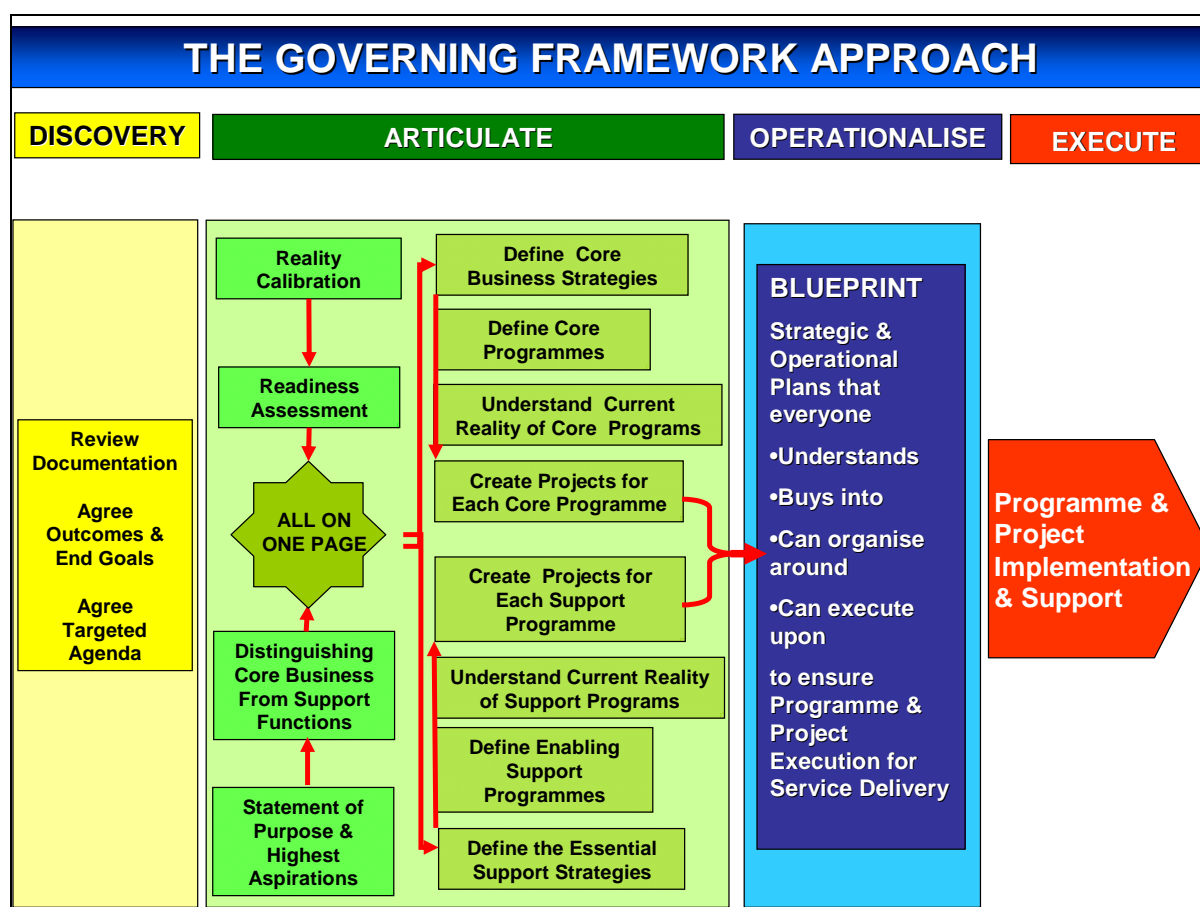 THE GOVERNING FRAMEWORK APPROACH
DISCOVERY
ARTICULATE
OPERATIONALISE
EXECUTE
Review
Documentation
Agree
Outcomes &
End Goals
Agree
Targeted
Agenda
Reality
Calibration
Readiness
Assessment
ALL ON
ONE PAGE
Distinguishing
Core Business
From Support
Functions
Statement of
Purpose &
Highest
Aspirations
Define Core
Business Strategies
Define Core
Programmes
Understand Current
Reality of Core Programs
Create Projects for
Each Core Programme
Create Projects for
Each Support
Programme
Understand Current Reality
of Support Programs
Define Enabling
Support
Programmes
Define the Essential
Support Strategies
BLUEPRINT
Strategic &
Operational
Plans that
everyone
•Understands
•Buys into
•Can organise
around
•Can execute
upon
to ensure
Programme &
Project
Execution for
Service Delivery
Programme &
Project
Implementation
& Support